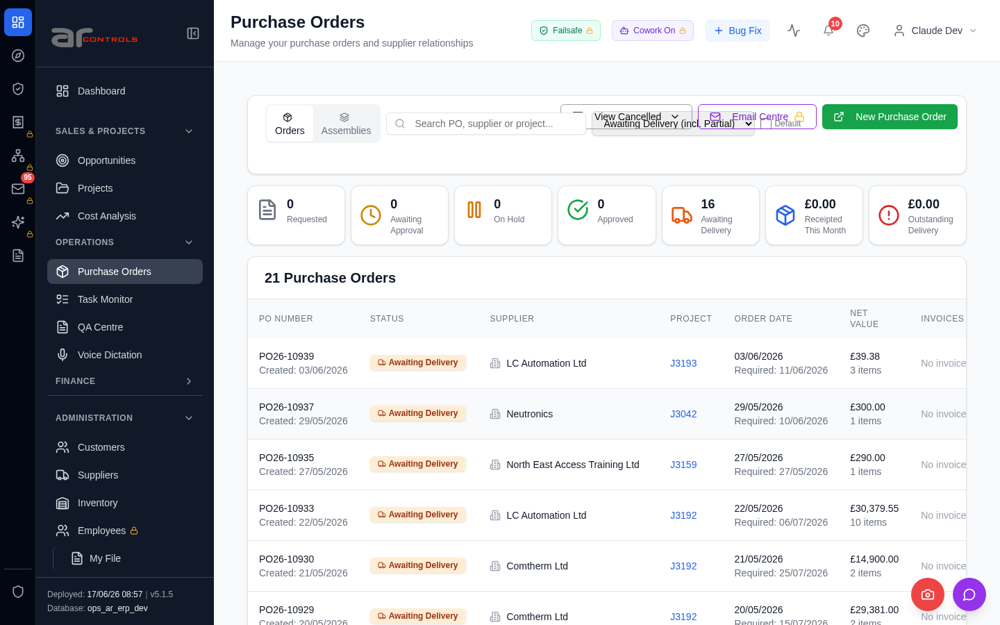 ar CONTROLS
95
Dashboard
SALES & PROJECTS
Opportunities
Projects
Cost Analysis
OPERATIONS
Purchase Orders
Task Monitor
QA Centre
Voice Dictation
FINANCE
ADMINISTRATION
Customers
Suppliers
Inventory
Employees
My File
Deployed: 17/06/26 08:57 | v5.1.5
Database: ops_ar_erp_dev
Purchase Orders
Manage your purchase orders and supplier relationships
Failsafe
Cowork On
Bug Fix
10
Claude Dev
Orders
Assemblies
Search PO, supplier or project...
View Cancelled
Awaiting Delivery (incl. Partial)
Email Centre
Default
New Purchase Order
0
Requested
0
Awaiting
Approval
0
On Hold
0
Approved
16
Awaiting
Delivery
£0.00
Receipted
This Month
£0.00
Outstanding
Delivery
21 Purchase Orders
PO NUMBER STATUS SUPPLIER PROJECT ORDER DATE NET VALUE INVOICES
PO26-10939 Awaiting Delivery LC Automation Ltd J3193 03/06/2026 £39.38 No invoice
Created: 03/06/2026 Required: 11/06/2026 3 items
PO26-10937 Awaiting Delivery Neutronics J3042 29/05/2026 £300.00 No invoice
Created: 29/05/2026 Required: 10/06/2026 1 items
PO26-10935 Awaiting Delivery North East Access Training Ltd J3159 27/05/2026 £290.00 No invoice
Created: 27/05/2026 Required: 27/05/2026 1 items
PO26-10933 Awaiting Delivery LC Automation Ltd J3192 22/05/2026 £30,379.55 No invoice
Created: 22/05/2026 Required: 06/07/2026 10 items
PO26-10930 Awaiting Delivery Comtherm Ltd J3192 21/05/2026 £14,900.00 No invoice
Created: 21/05/2026 Required: 25/07/2026 2 items
PO26-10929 Awaiting Delivery Comtherm Ltd J3192 20/05/2026 £29,381.00 No invoice
Created: 20/05/2026 Required: 15/07/2026 2 items